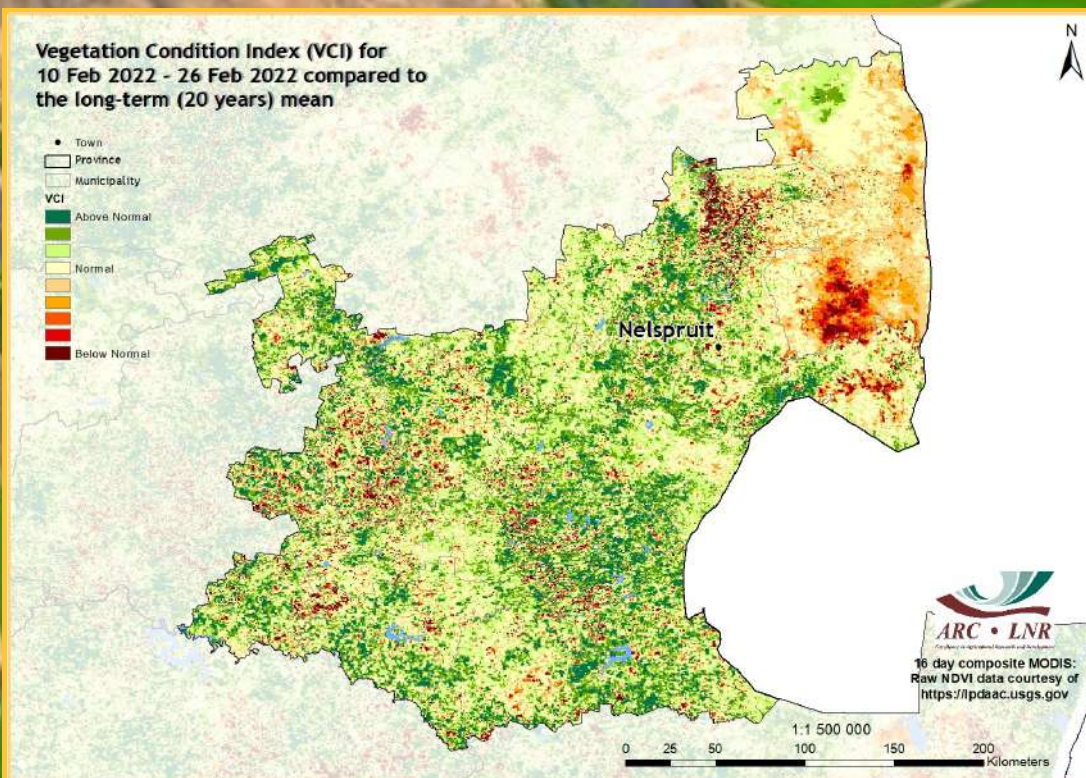 Vegetation Condition Index (VCI) for
10 Feb 2022 - 26 Feb 2022 compared to
the long-term (20 years) mean
N
Town
Province
Municipality
VCI
Above Normal
Normal
Below Normal
Nelspruit
ARC • LNR
16 day composite MODIS:
Raw NDVI data courtesy of
https://lpdaac.usgs.gov
1:1 500 000
0 25 50 100 150 200
Kilometers